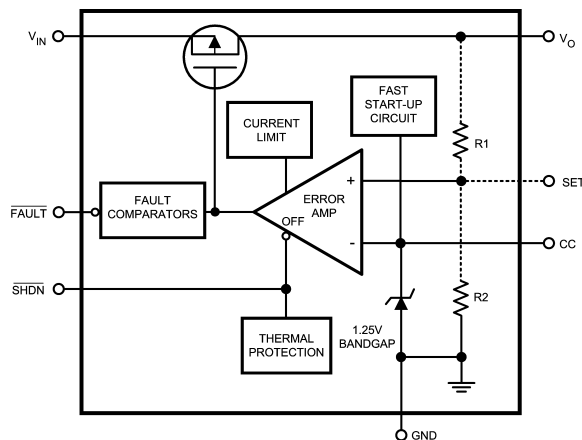 VIN
VO
FAST
START-UP
CIRCUIT
CURRENT
LIMIT
R1
+
ERROR
AMP
SET
FAULT
FAULT
COMPARATORS
OFF
-
CC
SHDN
R2
1.25V
BANDGAP
THERMAL
PROTECTION
GND